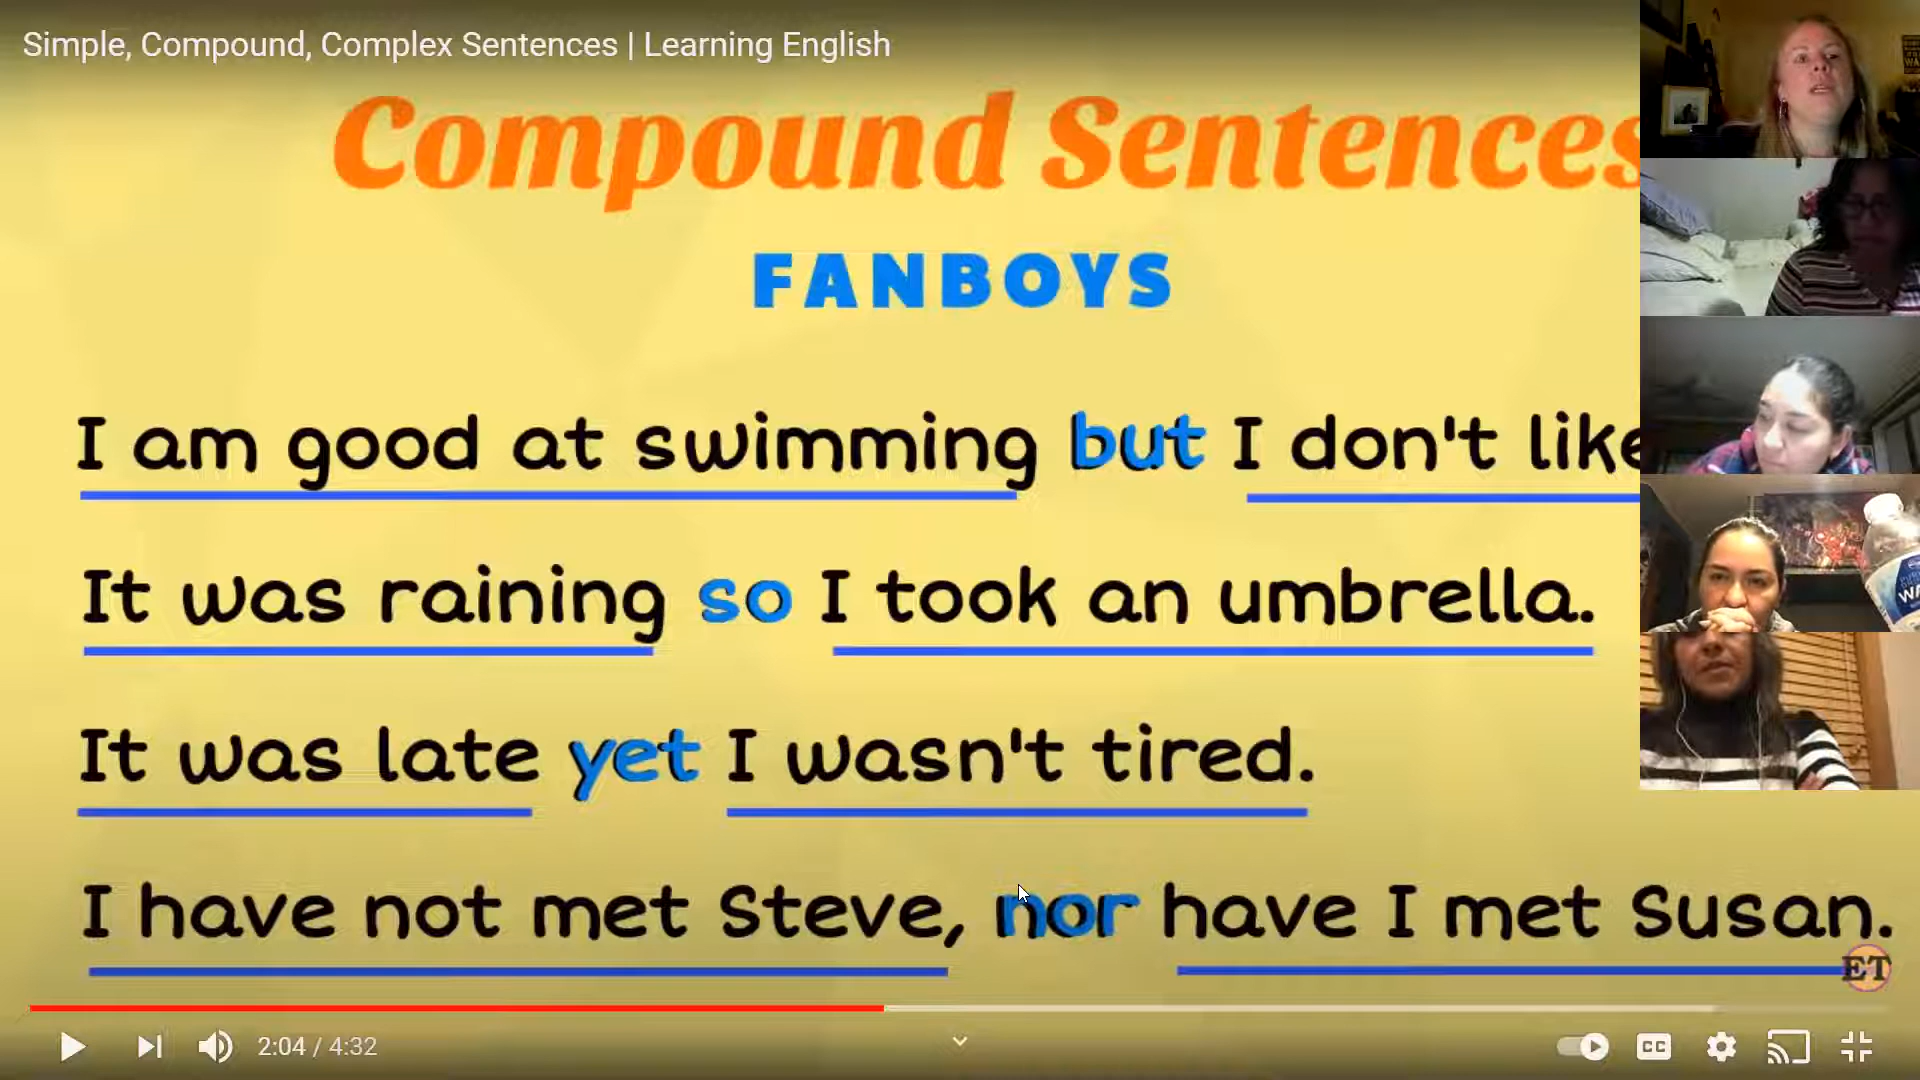 Simple, Compound, Complex Sentences | Learning English
Compound Sentences
FANBOYS
I am good at swimming but I don't like
It was raining so I took an umbrella.
It was late yet I wasn't tired.
I have not met Steve, nor have I met Susan.
ET
2:04 / 4:32
CC